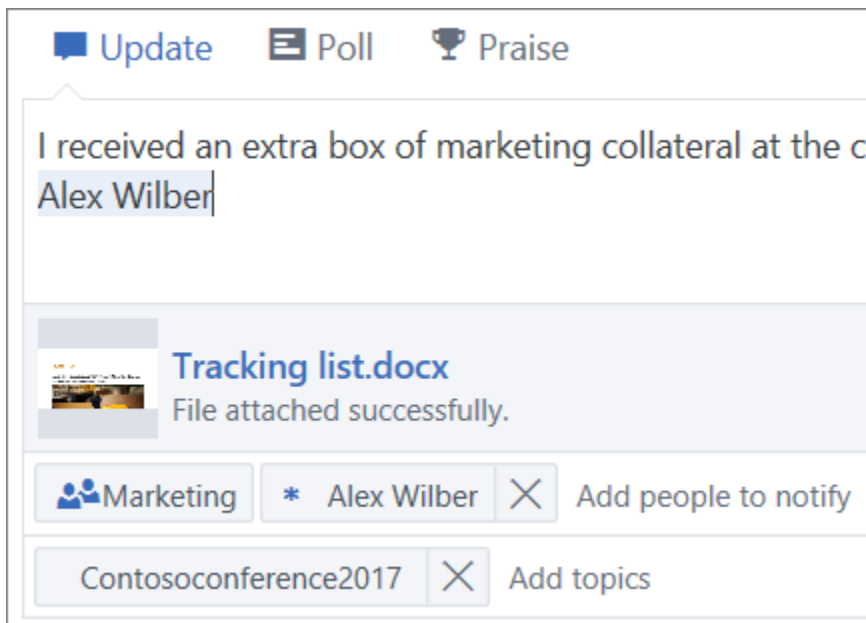 Update Poll Praise
I received an extra box of marketing collateral at the c
Alex Wilber
Tracking list.docx
File attached successfully.
Marketing * Alex Wilber Add people to notify
Contosoconference2017 Add topics